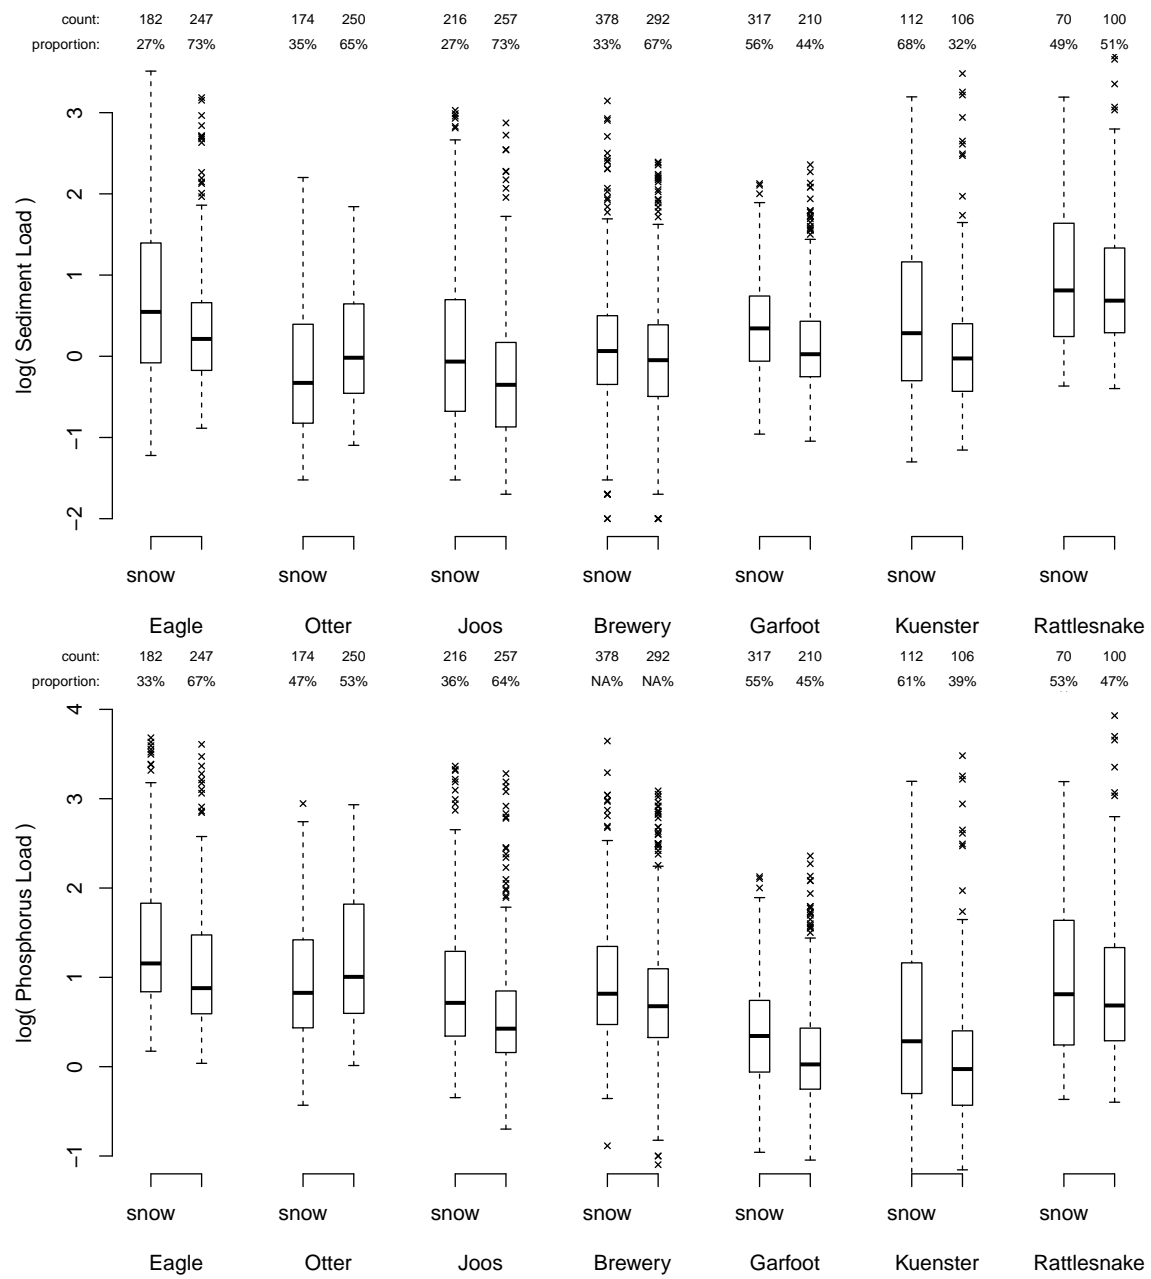 count: 182 247 174 250 216 257 378 292 317 210 112 106 70 100
proportion: 27% 73% 35% 65% 27% 73% 33% 67% 56% 44% 68% 32% 49% 51%
3
2
1
0
−1
−2
log( Sediment Load )
snow snow snow snow snow snow snow
Eagle Otter Joos Brewery Garfoot Kuenster Rattlesnake
count: 182 247 174 250 216 257 378 292 317 210 112 106 70 100
proportion: 33% 67% 47% 53% 36% 64% NA% NA% 55% 45% 61% 39% 53% 47%
4
3
2
1
0
−1
log( Phosphorus Load )
snow snow snow snow snow snow snow
Eagle Otter Joos Brewery Garfoot Kuenster Rattlesnake